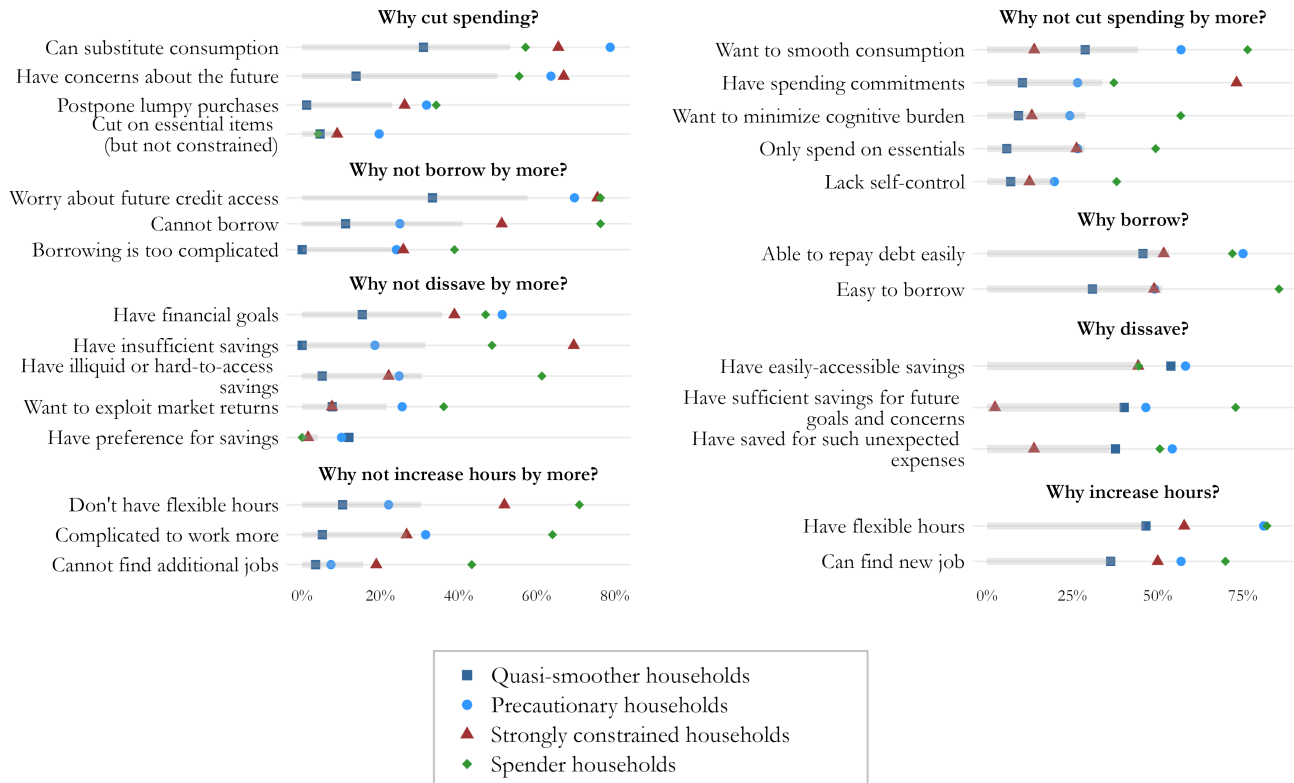 Why cut spending?
Can substitute consumption
Have concerns about the future
Postpone lumpy purchases
Cut on essential items
(but not constrained)
Why not borrow by more?
Worry about future credit access
Cannot borrow
Borrowing is too complicated
Why not dissave by more?
Have financial goals
Have insufficient savings
Have illiquid or hard-to-access
savings
Want to exploit market returns
Have preference for savings
Why not increase hours by more?
Don't have flexible hours
Complicated to work more
Cannot find additional jobs
0% 20% 40% 60% 80%
Why not cut spending by more?
Want to smooth consumption
Have spending commitments
Want to minimize cognitive burden
Only spend on essentials
Lack self-control
Why borrow?
Able to repay debt easily
Easy to borrow
Why dissave?
Have easily-accessible savings
Have sufficient savings for future
goals and concerns
Have saved for such unexpected
expenses
Why increase hours?
Have flexible hours
Can find new job
0% 25% 50% 75%
Quasi-smoother households
Precautionary households
Strongly constrained households
Spender households